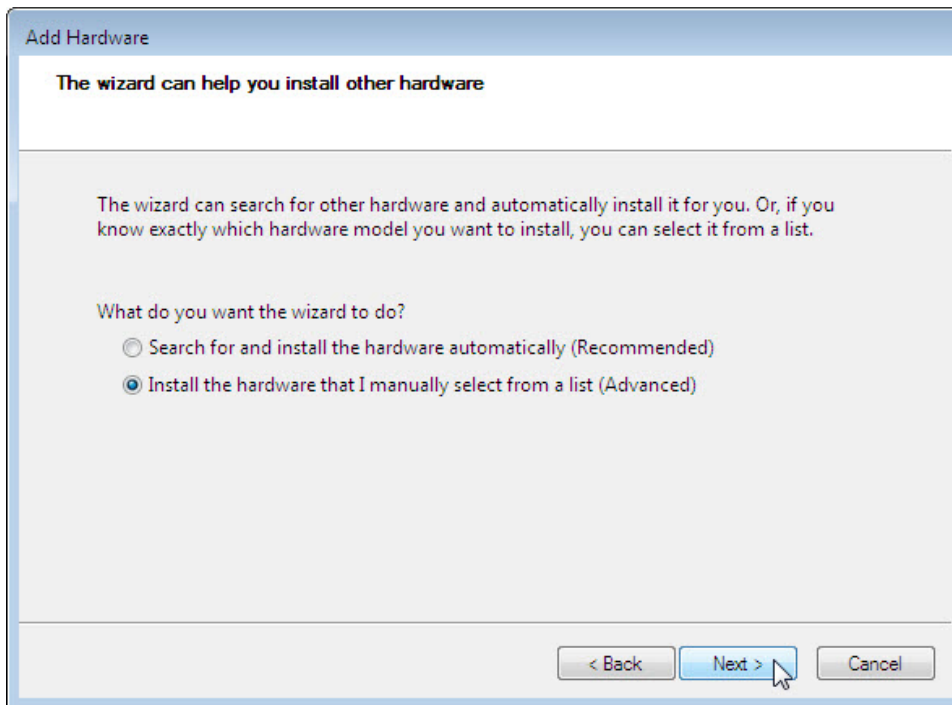 Add Hardware
The wizard can help you install other hardware
The wizard can search for other hardware and automatically install it for you. Or, if you
know exactly which hardware model you want to install, you can select it from a list.
What do you want the wizard to do?
Search for and install the hardware automatically (Recommended)
Install the hardware that I manually select from a list (Advanced)
< Back Next > Cancel